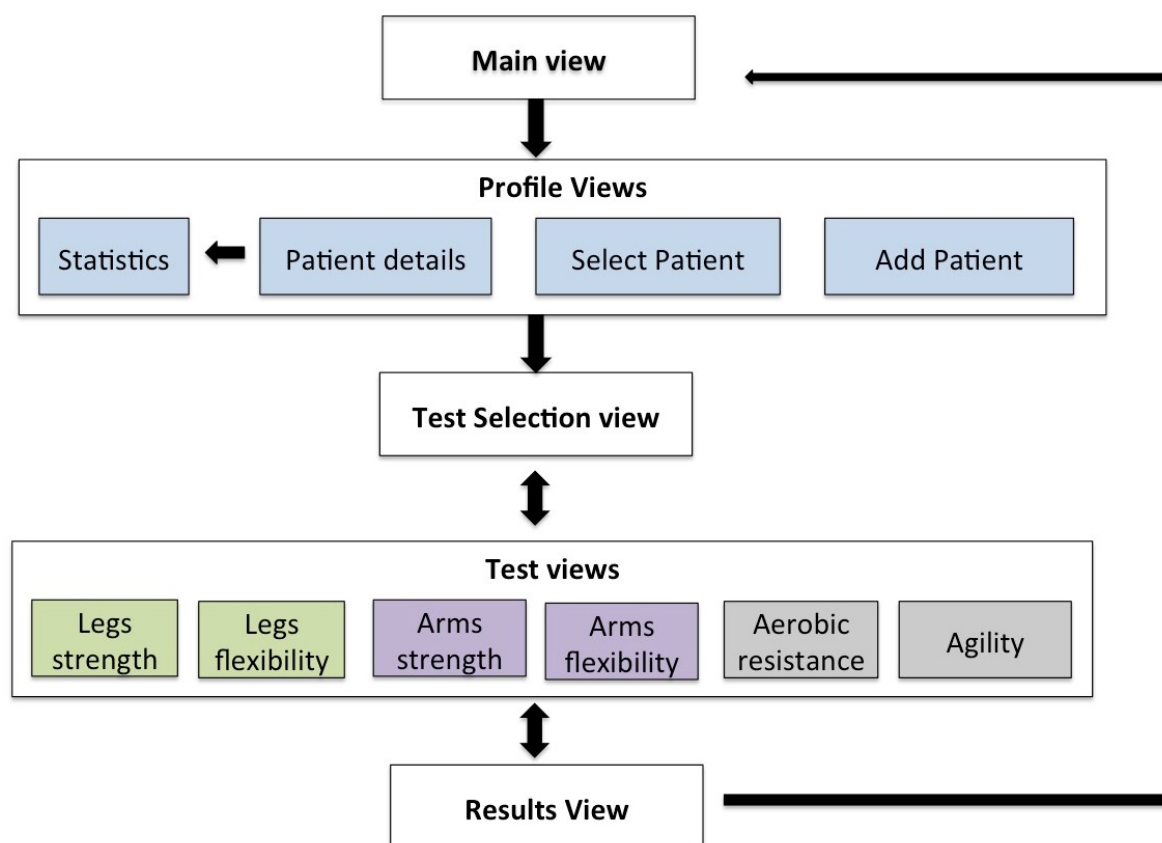 Main view
Profile Views
Statistics
Patient details
Select Patient
Add Patient
Test Selection view
Test views
Legs
strength
Legs
flexibility
Arms
strength
Arms
flexibility
Aerobic
resistance
Agility
Results View